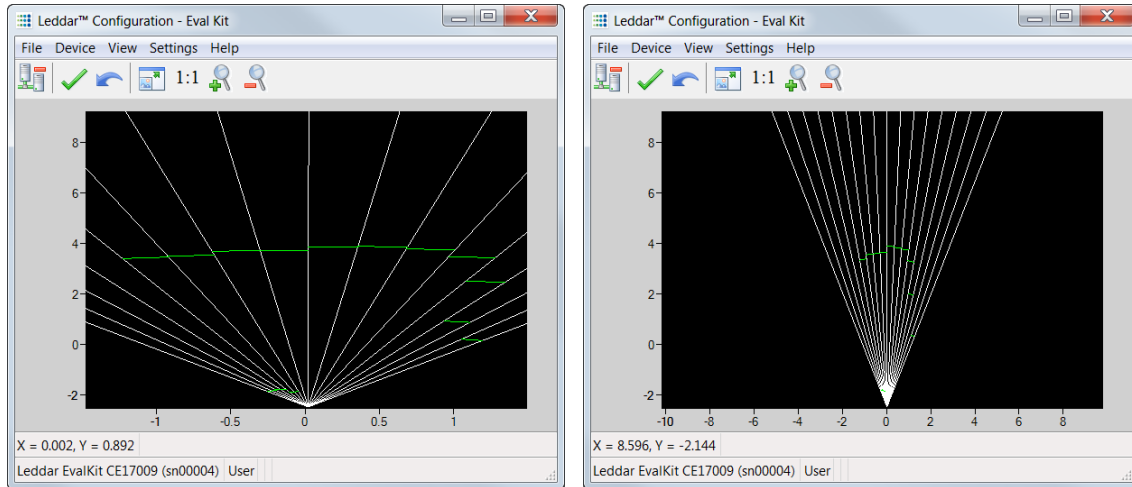 Leddar™ Configuration - Eval Kit
File Device View Settings Help
1:1
8
6
4
2
0
-2
-1 -0.5 0 0.5 1
X = 0.002, Y = 0.892
Leddar EvalKit CE17009 (sn00004) User
Leddar™ Configuration - Eval Kit
File Device View Settings Help
1:1
8
6
4
2
0
-2
-10 -8 -6 -4 -2 0 2 4 6 8
X = 8.596, Y = -2.144
Leddar EvalKit CE17009 (sn00004) User